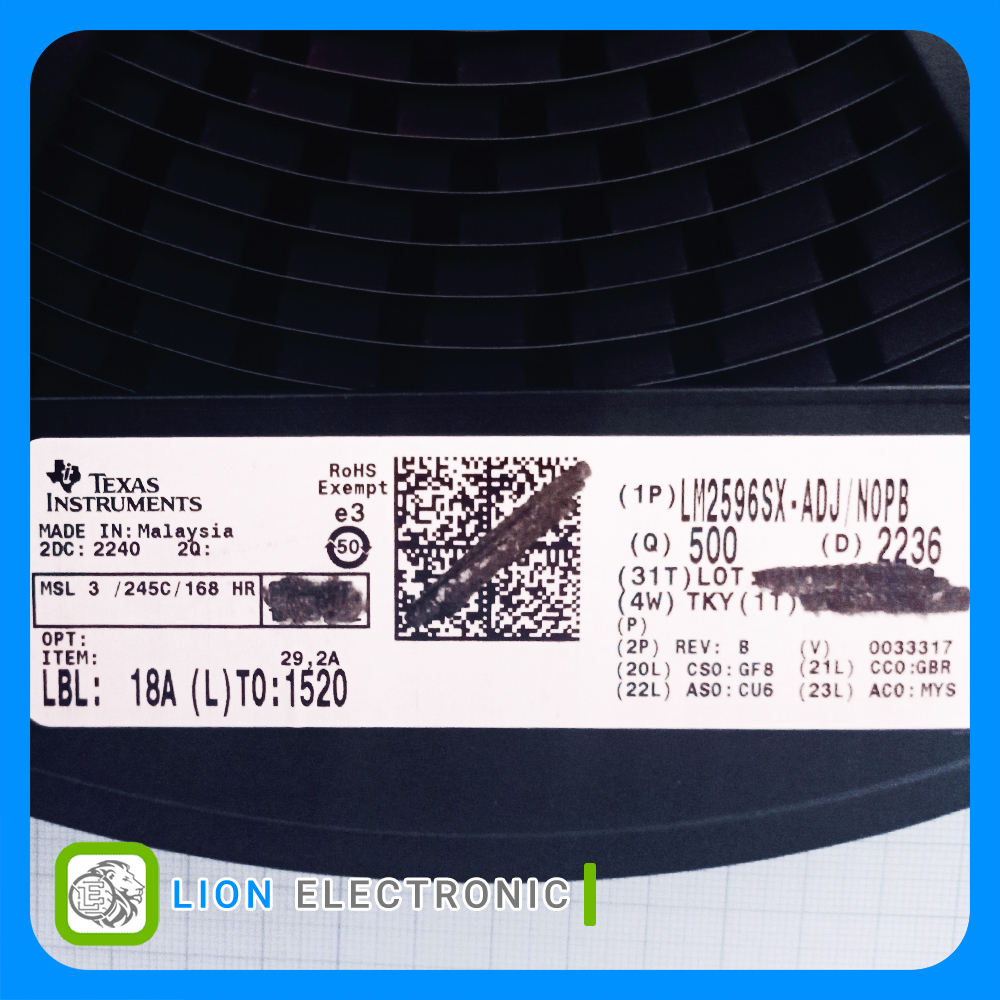 TEXAS
INSTRUMENTS
MADE IN: Malaysia
2DC: 2240 2Q:
RoHS
Exempt
e3
50
MSL 3 /245C/168 HR
OPT:
ITEM:
29,2A
LBL: 18A (L)TO:1520
(1P)LM2596SX-ADJ/NOPB
(Q) 500 (D) 2236
(31T)LOT
(4W) TKY(1T)
(P)
(2P) REV: B (V) 0033317
(20L) CSO:GF8 (21L) CCO:GBR
(22L) ASO:CU6 (23L) ACO:MYS
LION ELECTRONIC